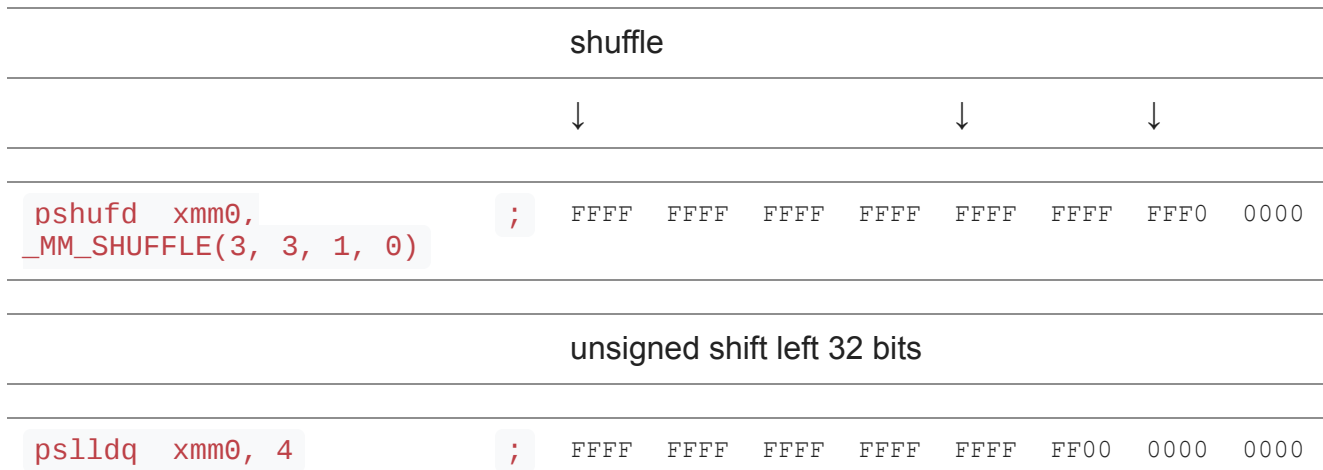 shuffle
↓ ↓ ↓
pshufd xmm0, ; FFFF FFFF FFFF FFFF FFFF FFFF FFF0 0000
_MM_SHUFFLE(3, 3, 1, 0)
unsigned shift left 32 bits
pslldq xmm0, 4 ; FFFF FFFF FFFF FFFF FFFF FF00 0000 0000